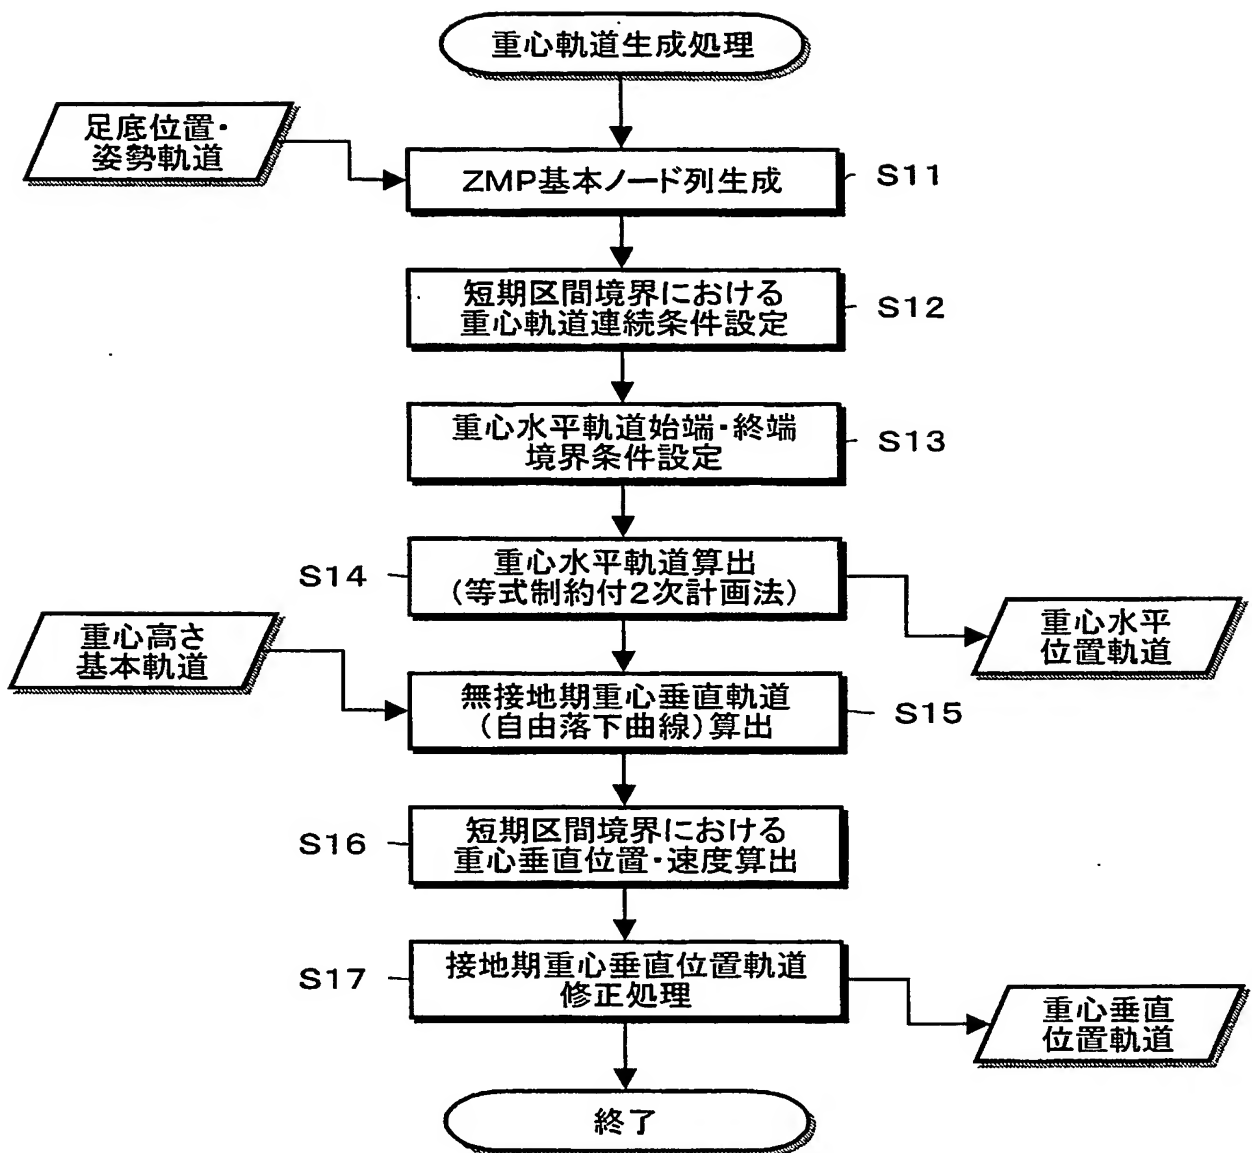 重心軌道生成処理
足底位置・
姿勢軌道
ZMP基本ノード列生成
S11
短期区間境界における
重心軌道連続条件設定
S12
重心水平軌道始端・終端
境界条件設定
S13
S14
重心水平軌道算出
(等式制約付2次計画法)
重心水平
位置軌道
重心高さ
基本軌道
無接地期重心垂直軌道
(自由落下曲線)算出
S15
S16
短期区間境界における
重心垂直位置・速度算出
S17
接地期重心垂直位置軌道
修正処理
重心垂直
位置軌道
終了